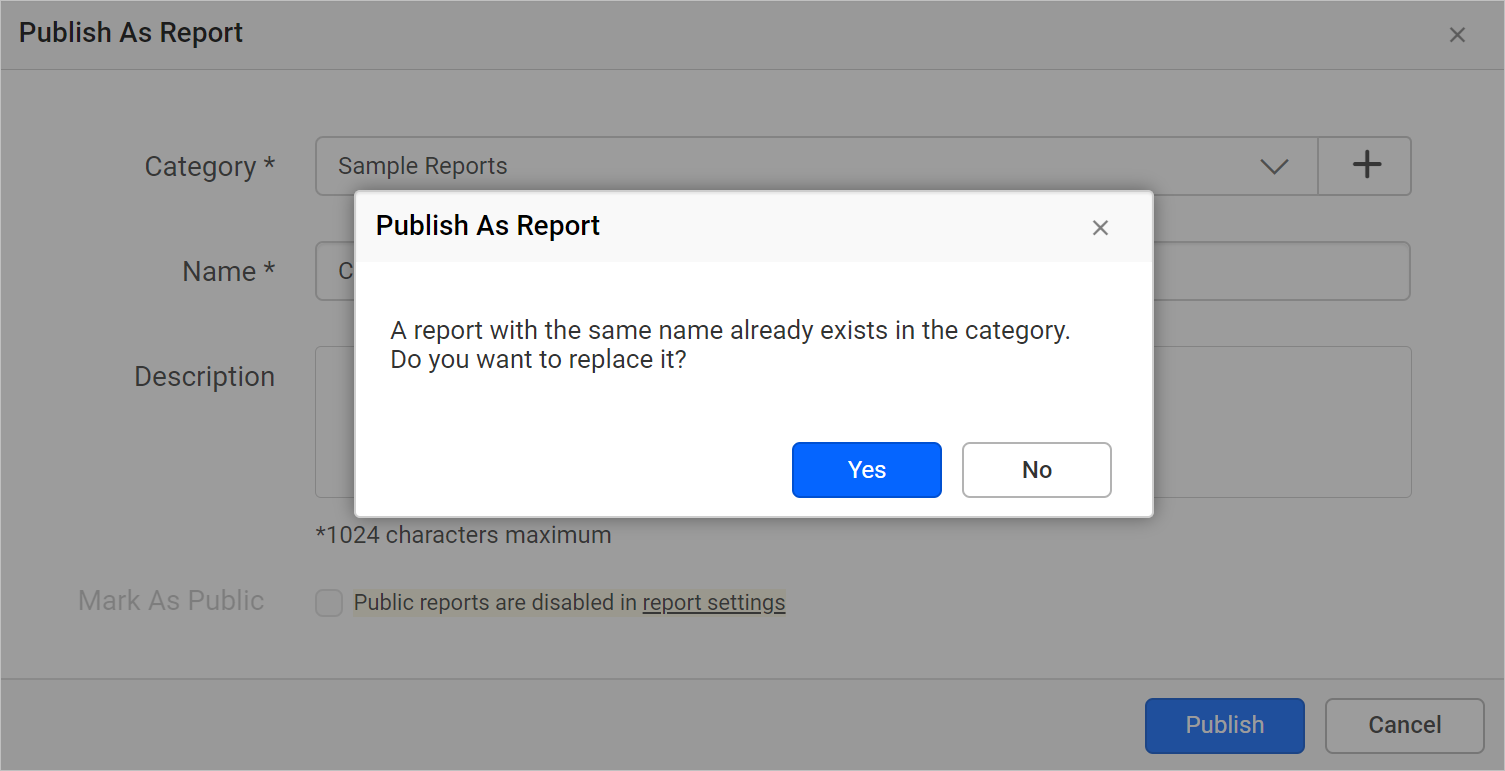 Publish As Report
Category *
Sample Reports
Publish As Report
Name *
A report with the same name already exists in the category.
Do you want to replace it?
Description
Yes
No
*1024 characters maximum
Mark As Public
Public reports are disabled in report settings
Publish
Cancel